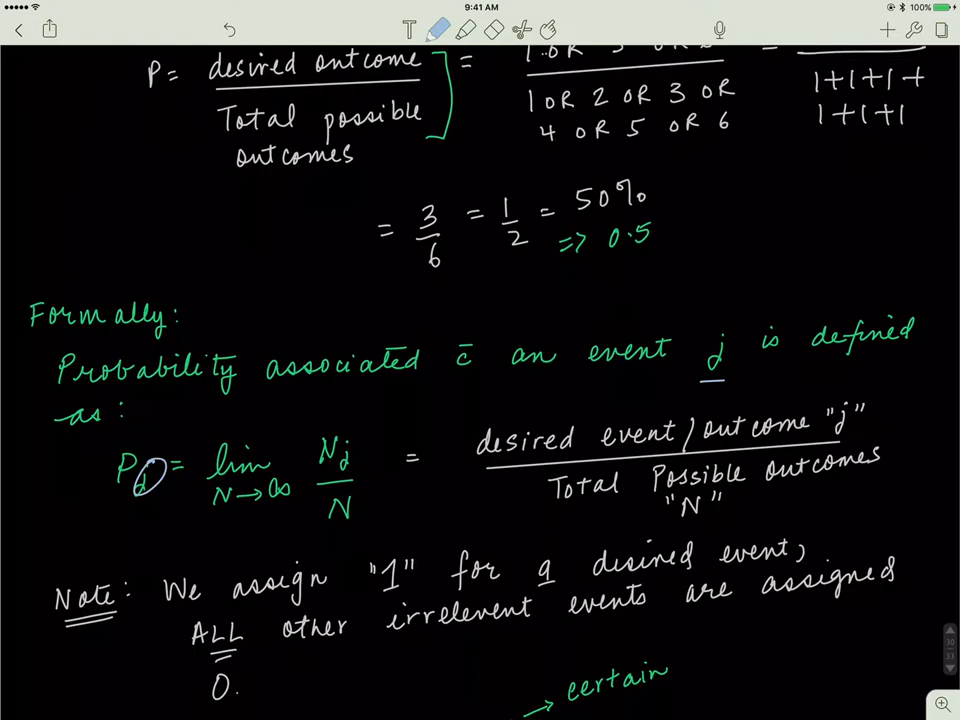 9:41 AM
100%
P = desired outcome / Total possible outcomes =
1 OR 2 OR 3 OR
4 OR 5 OR 6
1+1+1+
1+1+1
= 3/6 = 1/2 = 50%
=> 0.5
Formally:
Probability associated c̄ an event j is defined
as:
Pj = lim N→∞ Nj/N = desired event/outcome "j" / Total Possible outcomes "N"
Note: We assign "1" for a desired event,
ALL other irrelevent events are assigned
0.
→ certain